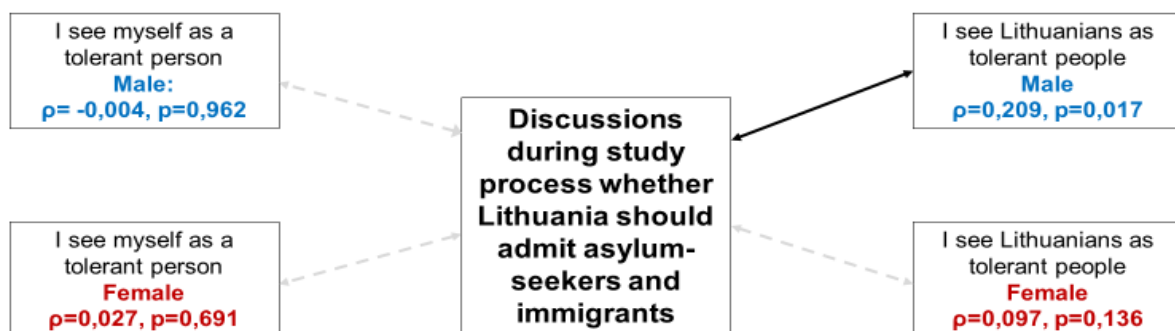 I see myself as a
tolerant person
Male:
ρ= -0,004, p=0,962
I see Lithuanians as
tolerant people
Male
ρ=0,209, p=0,017
Discussions
during study
process whether
Lithuania should
admit asylum-
seekers and
immigrants
I see myself as a
tolerant person
Female
ρ=0,027, p=0,691
I see Lithuanians as
tolerant people
Female
ρ=0,097, p=0,136